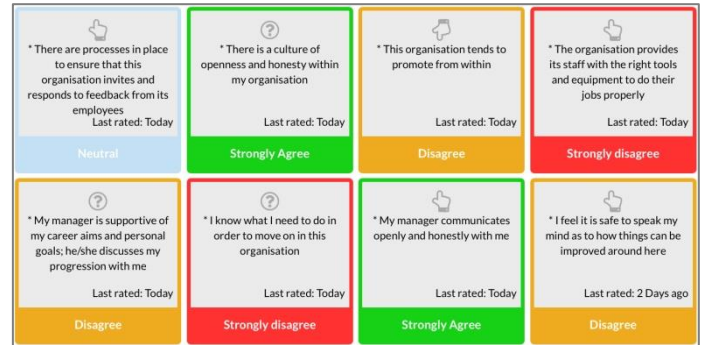 * There are processes in place
to ensure that this
organisation invites and
responds to feedback from its
employees
Last rated: Today
Neutral
* There is a culture of
openness and honesty within
my organisation
Last rated: Today
Strongly Agree
* This organisation tends to
promote from within
Last rated: Today
Disagree
* The organisation provides
its staff with the right tools
and equipment to do their
jobs properly
Last rated: Today
Strongly disagree
* My manager is supportive of
my career aims and personal
goals; he/she discusses my
progression with me
Last rated: Today
Disagree
* I know what I need to do in
order to move on in this
organisation
Last rated: Today
Strongly disagree
* My manager communicates
openly and honestly with me
Last rated: Today
Strongly Agree
* I feel it is safe to speak my
mind as to how things can be
improved around here
Last rated: 2 Days ago
Disagree